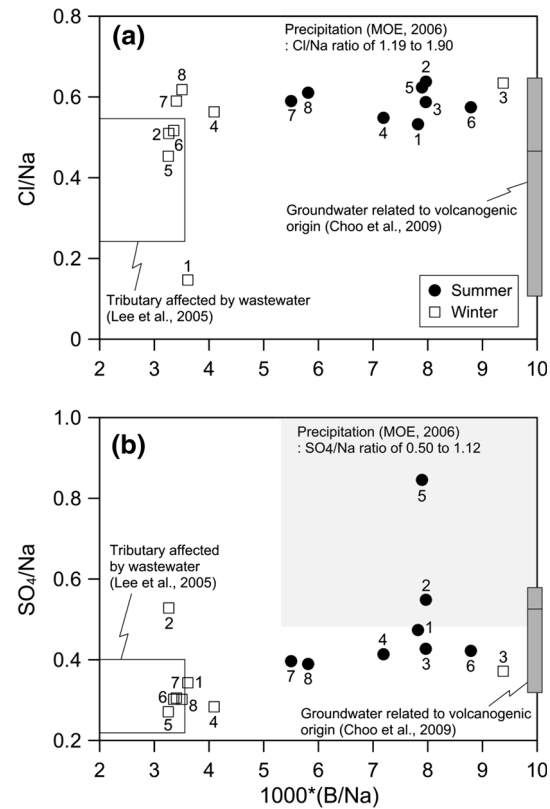 0.8
(a)
Precipitation (MOE, 2006)
: Cl/Na ratio of 1.19 to 1.90
8
2
7
5
3
0.6
7
8
3
4
2
6
4
1
6
5
0.4
Cl/Na
Groundwater related to volcanogenic
origin (Choo et al., 2009)
0.2
1
Tributary affected by wastewater
(Lee et al., 2005)
Summer
Winter
0
2 3 4 5 6 7 8 9 10
1.0
(b)
Precipitation (MOE, 2006)
: SO4/Na ratio of 0.50 to 1.12
0.8
5
Tributary affected
by wastewater
(Lee et al., 2005)
0.6
SO₄/Na
2
2
1
4
0.4
7 8
3
6
3
7 1
6 8
5 4
Groundwater related to volcanogenic
origin (Choo et al., 2009)
0.2
2 3 4 5 6 7 8 9 10
1000*(B/Na)